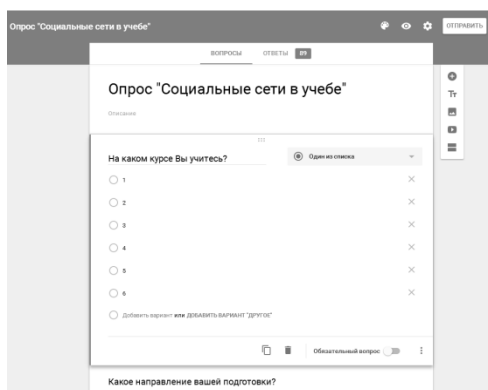 Опрос "Социальные сети в учебе"
ОТПРАВИТЬ
ВОПРОСЫ ОТВЕТЫ 89
Опрос "Социальные сети в учебе"
Описание
На каком курсе Вы учитесь?
Один из списка
1
2
3
4
5
6
Добавить вариант или ДОБАВИТЬ ВАРИАНТ "ДРУГОЕ"
Обязательный вопрос
Какое направление вашей подготовки?